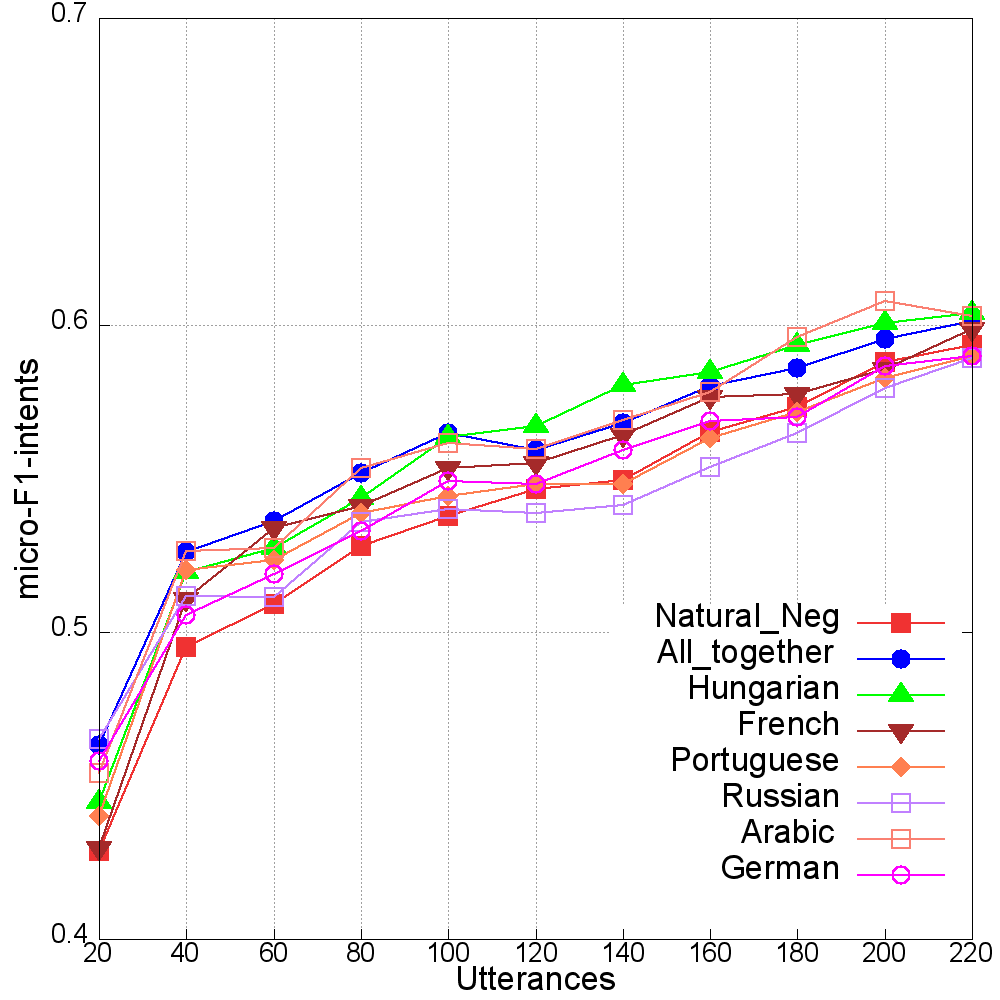 0.7
0.6
0.5
0.4
micro-F1-intents
Natural_Neg
All_together
Hungarian
French
Portuguese
Russian
Arabic
German
20 40 60 80 100 120 140 160 180 200 220
Utterances